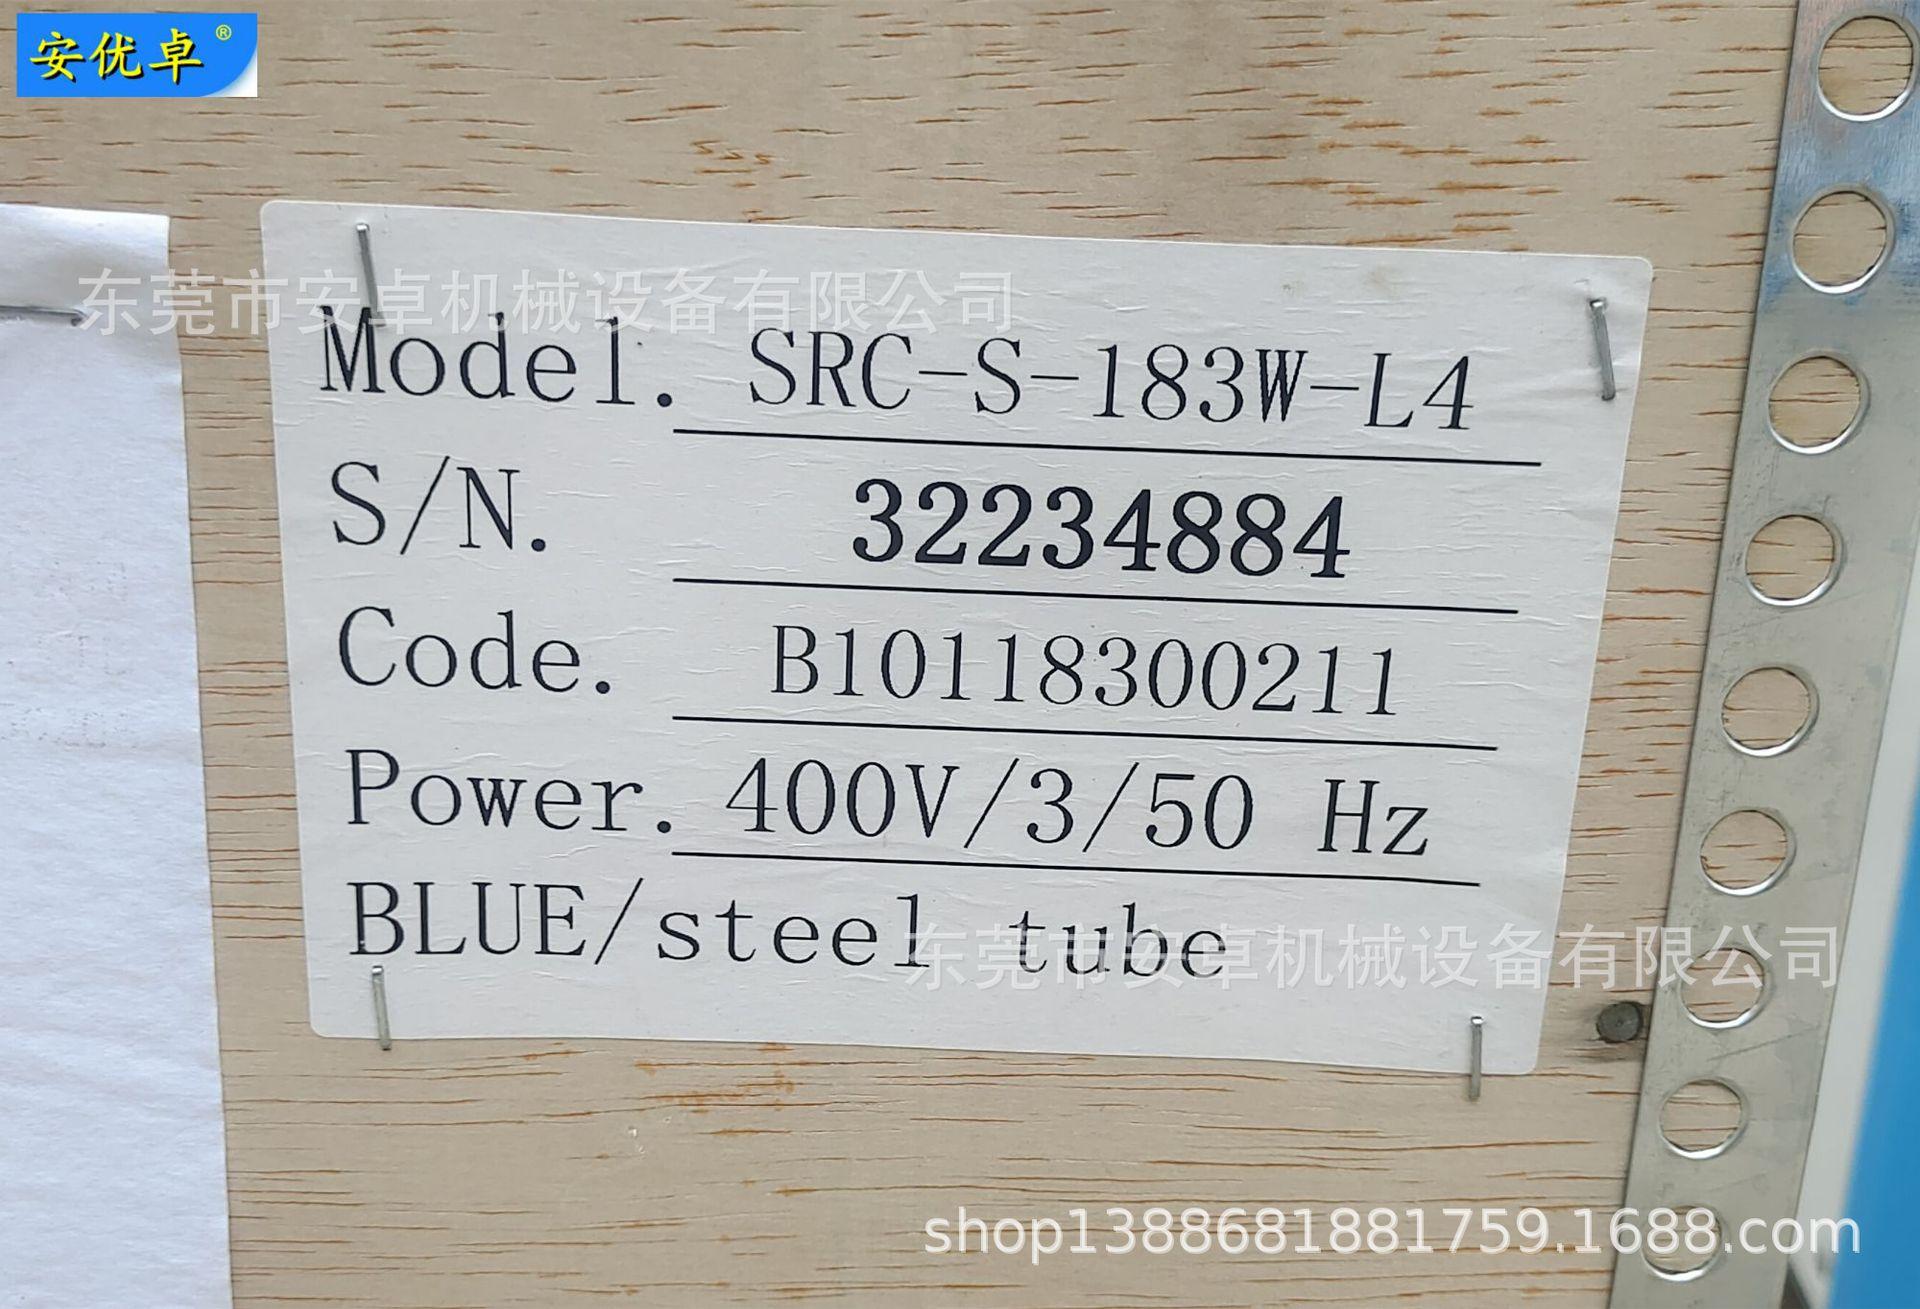 安优卓®
东莞市安卓机械设备有限公司
Model. SRC-S-183W-L4
S/N. 32234884
Code. B10118300211
Power. 400V/3/50 Hz
BLUE/steel tube
东莞市安卓机械设备有限公司
shop1388681881759.1688.com